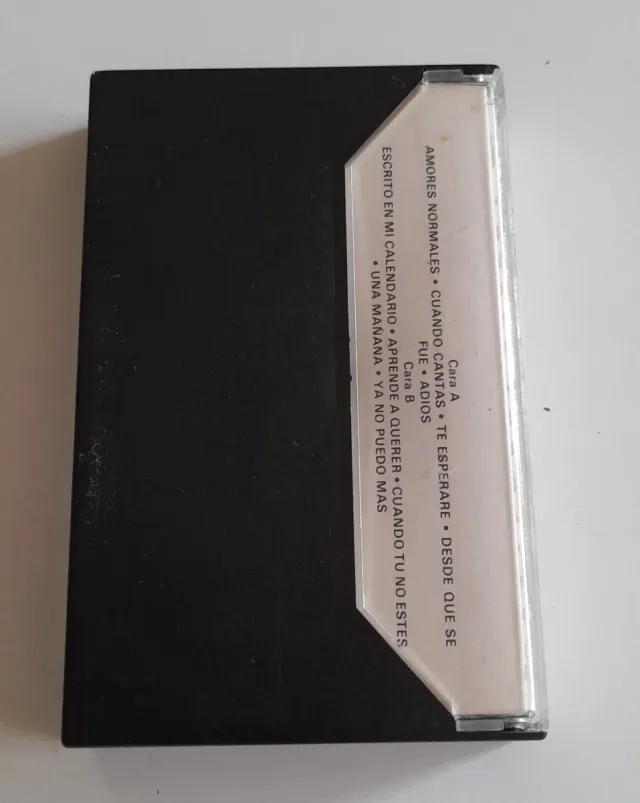 Cara A
AMORES NORMALES • CUANDO CANTAS • TE ESPERARE • DESDE QUE SE
FUE • ADIOS
Cara B
ESCRITO EN MI CALENDARIO • APRENDE A QUERER • CUANDO TU NO ESTES
• UNA MAÑANA • YA NO PUEDO MAS